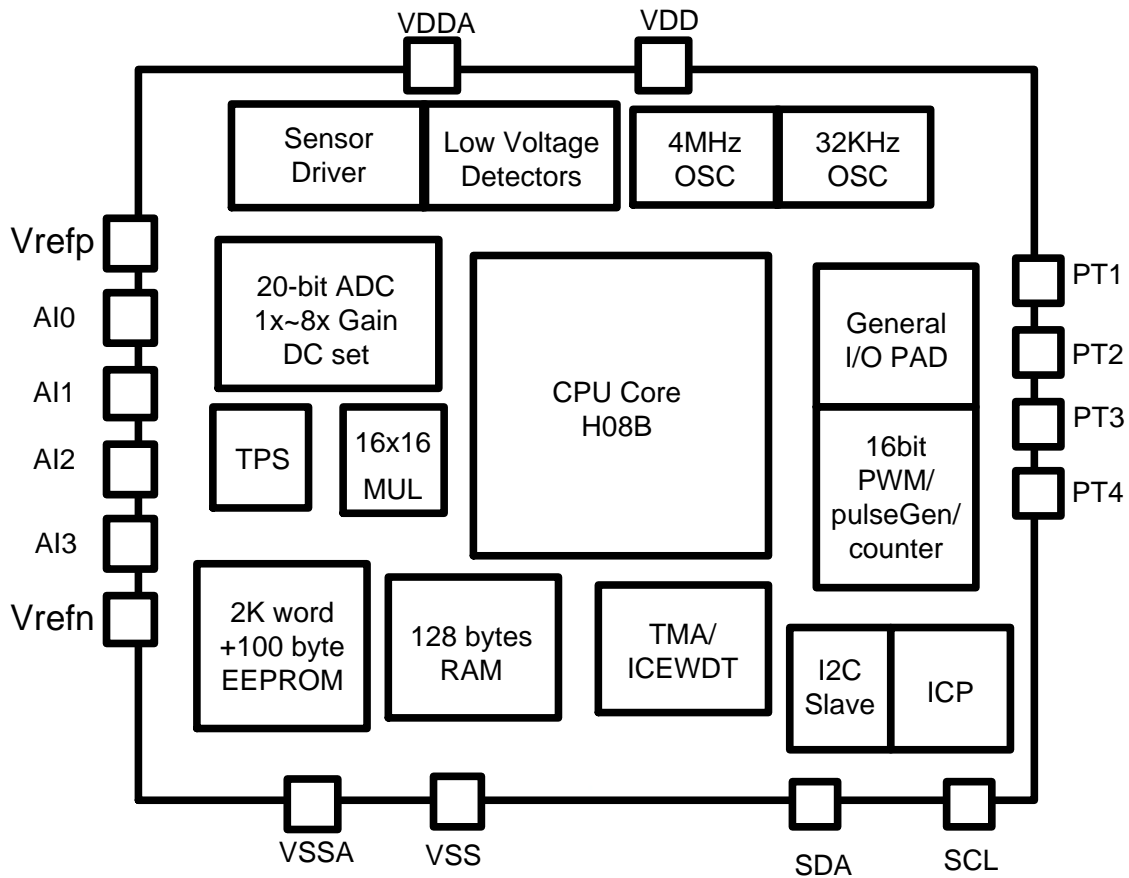 VDDA
VDD
Sensor
Driver
Low Voltage
Detectors
4MHz
OSC
32KHz
OSC
Vrefp
AI0
AI1
AI2
AI3
Vrefn
20-bit ADC
1x~8x Gain
DC set
TPS
16x16
MUL
CPU Core
H08B
General
I/O PAD
16bit
PWM/
pulseGen/
counter
PT1
PT2
PT3
PT4
2K word
+100 byte
EEPROM
128 bytes
RAM
TMA/
ICEWDT
I2C
Slave
ICP
VSSA
VSS
SDA
SCL